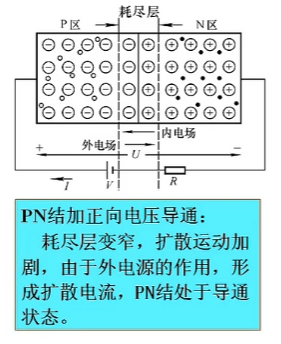 耗尽层
P区 N区
内电场
外电场
+ U −
I V R
PN结加正向电压导通：
耗尽层变窄，扩散运动加
剧，由于外电源的作用，形
成扩散电流，PN结处于导通
状态。